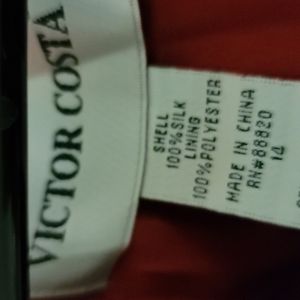 VICTOR COSTA
SHELL
100%SILK
LINING
100%POLYESTER
MADE IN CHINA
RN#88820
14